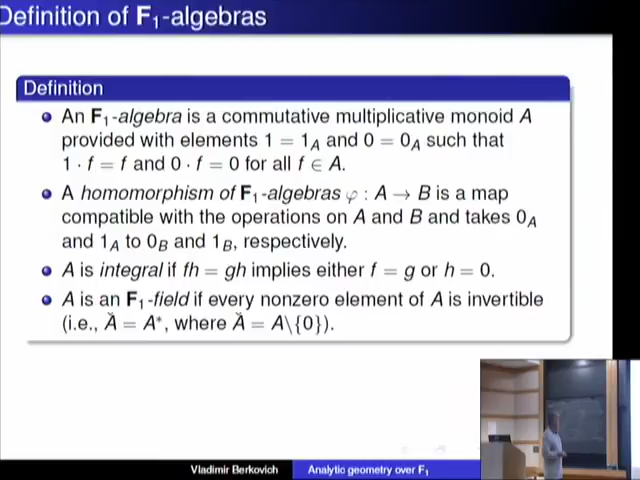 Definition of F₁-algebras
Definition
An F₁-algebra is a commutative multiplicative monoid A
provided with elements 1 = 1_A and 0 = 0_A such that
1 · f = f and 0 · f = 0 for all f ∈ A.
A homomorphism of F₁-algebras φ : A → B is a map
compatible with the operations on A and B and takes 0_A
and 1_A to 0_B and 1_B, respectively.
A is integral if fh = gh implies either f = g or h = 0.
A is an F₁-field if every nonzero element of A is invertible
(i.e., Ǎ = A*, where Ǎ = A\{0}).
Vladimir Berkovich
Analytic geometry over F₁